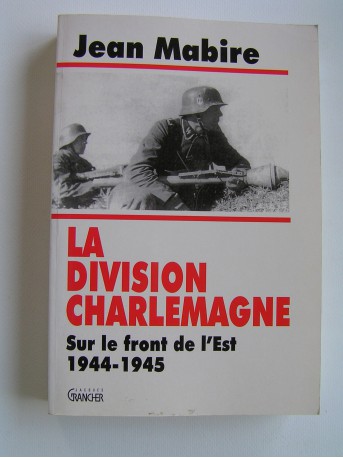 Jean Mabire
LA
DIVISION
CHARLEMAGNE
Sur le front de l'Est
1944-1945
JACQUES
GRANCHER